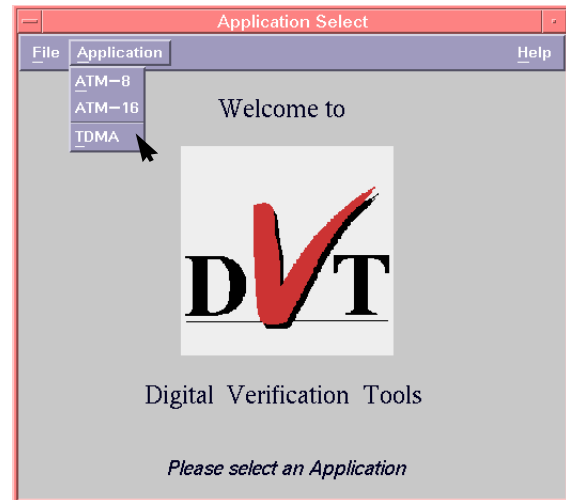 Application Select
File Application Help
ATM-8
ATM-16
TDMA
Welcome to
DVT
Digital Verification Tools
Please select an Application